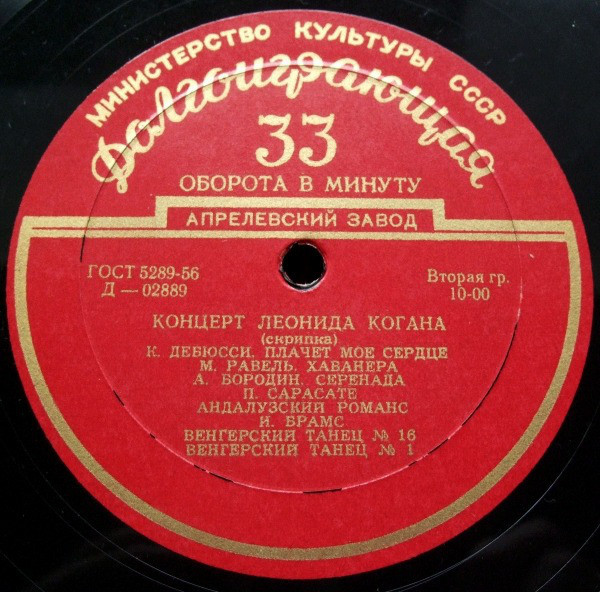 МИНИСТЕРСТВО КУЛЬТУРЫ СССР
Долгоиграющая
33
ОБОРОТА В МИНУТУ
АПРЕЛЕВСКИЙ ЗАВОД
ГОСТ 5289-56
Д — 02889
Вторая гр.
10-00
КОНЦЕРТ ЛЕОНИДА КОГАНА
(скрипка)
К. ДЕБЮССИ. ПЛАЧЕТ МОЕ СЕРДЦЕ
М. РАВЕЛЬ. ХАБАНЕРА
А. БОРОДИН. СЕРЕНАДА
П. САРАСАТЕ
АНДАЛУЗСКИЙ РОМАНС
И. БРАМС
ВЕНГЕРСКИЙ ТАНЕЦ № 16
ВЕНГЕРСКИЙ ТАНЕЦ № 1